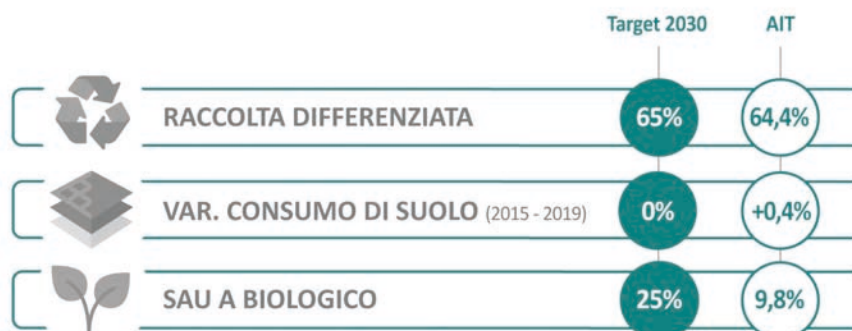 Target 2030 AIT
RACCOLTA DIFFERENZIATA 65% 64,4%
VAR. CONSUMO DI SUOLO (2015 - 2019) 0% +0,4%
SAU A BIOLOGICO 25% 9,8%